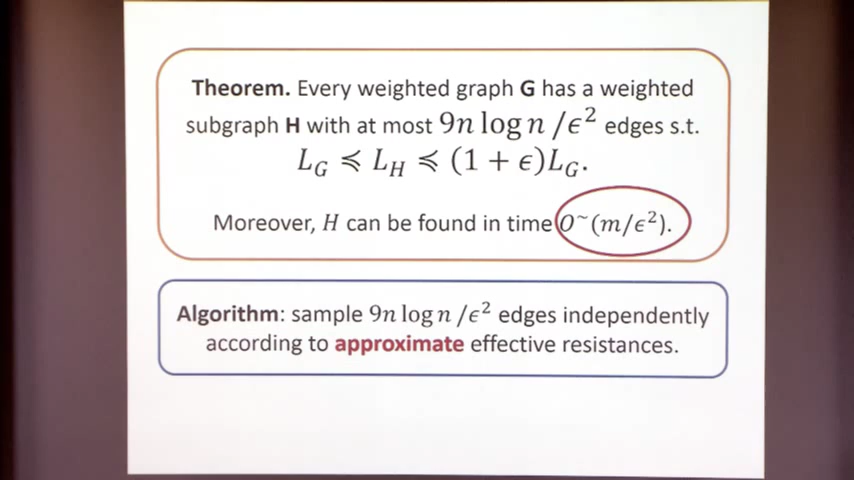 Theorem. Every weighted graph G has a weighted
subgraph H with at most 9n log n /ϵ² edges s.t.
L_G ≼ L_H ≼ (1 + ϵ)L_G.
Moreover, H can be found in time O~(m/ϵ²).
Algorithm: sample 9n log n /ϵ² edges independently
according to approximate effective resistances.